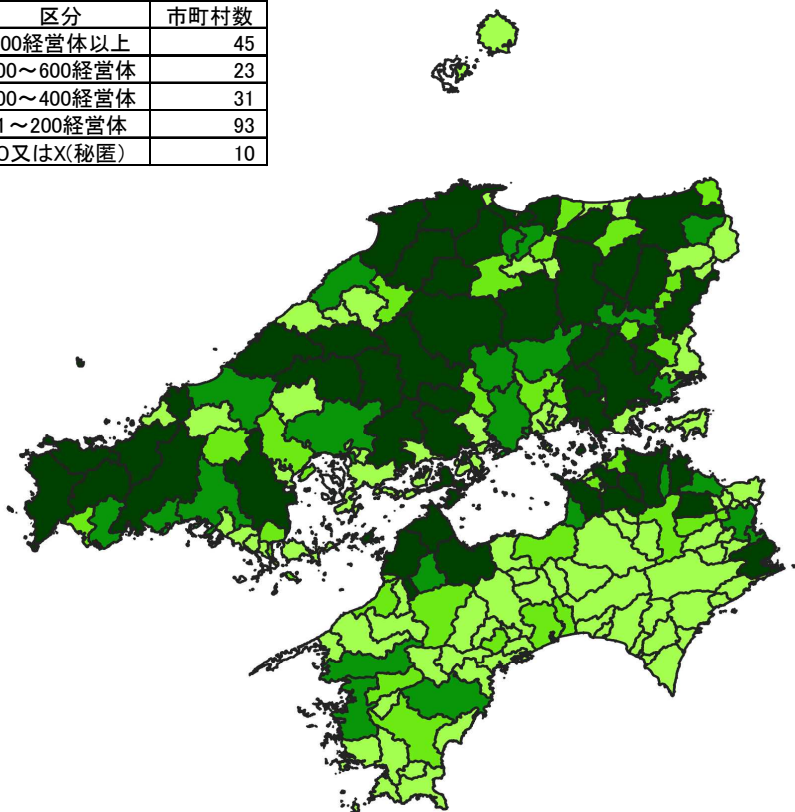 区分 市町村数
00経営体以上 45
00～600経営体 23
00～400経営体 31
1～200経営体 93
0又はX(秘匿) 10